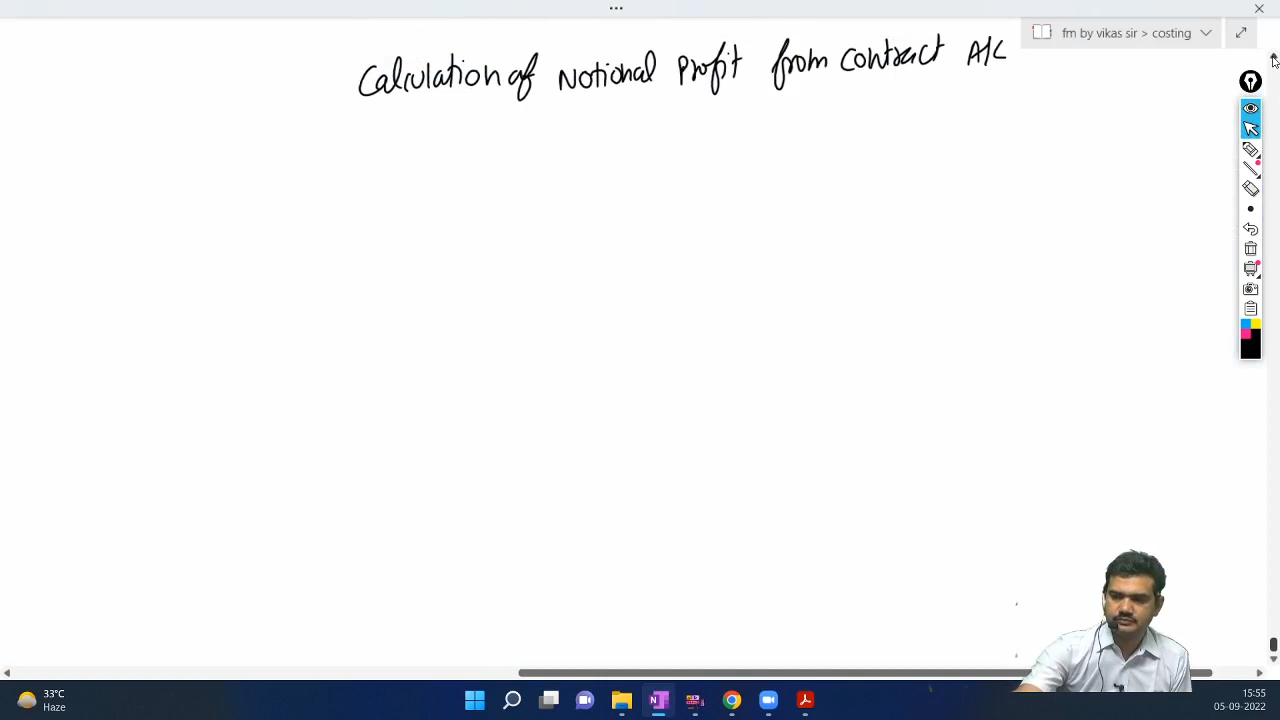 fm by vikas sir > costing
Calculation of Notional Profit from Contract A/C
33°C
Haze
15:55
05-09-2022